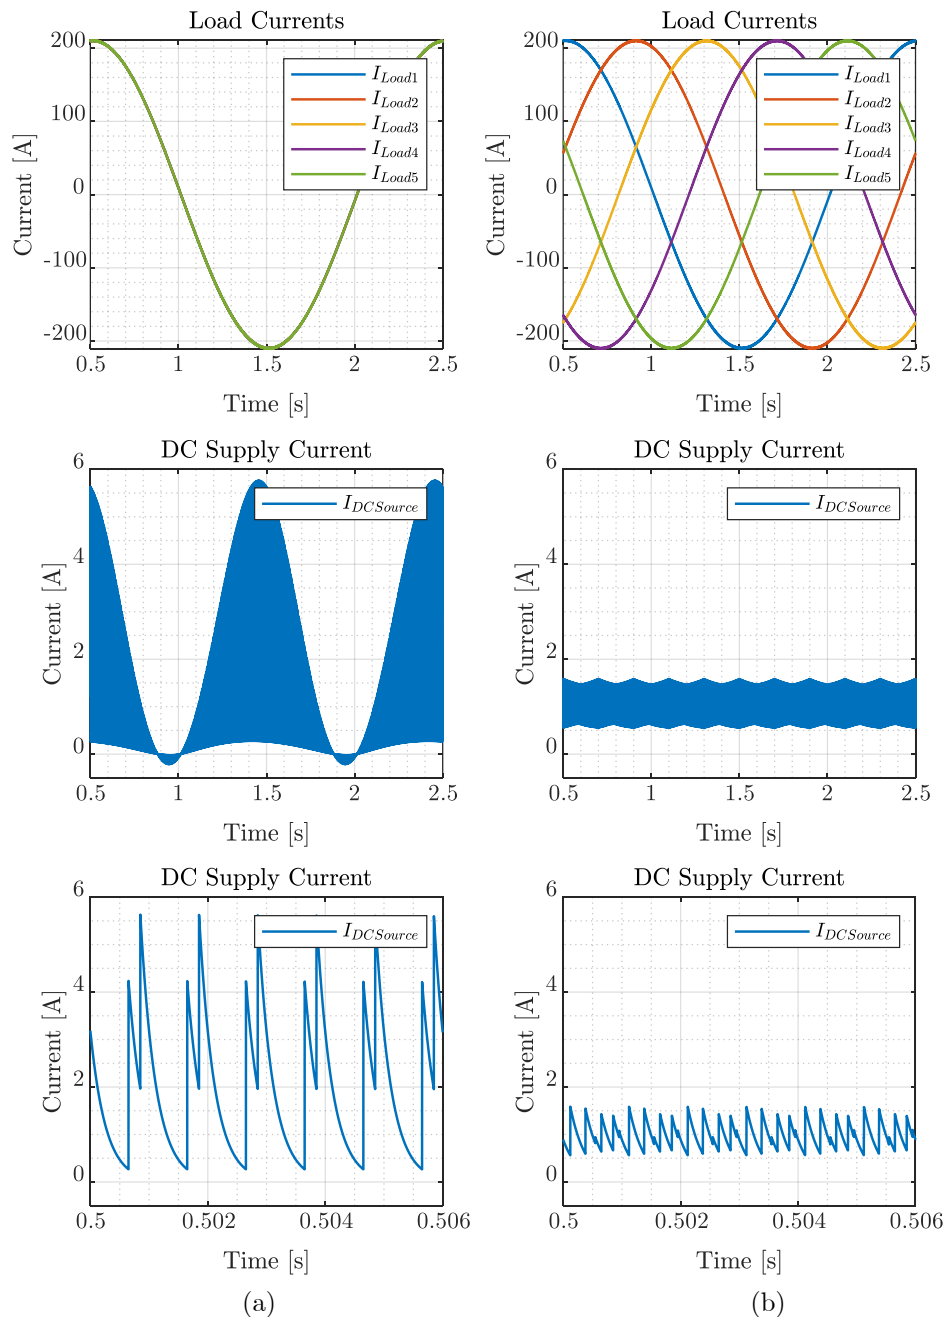 Load Currents
200
100
0
-100
-200
Current [A]
I_Load1
I_Load2
I_Load3
I_Load4
I_Load5
0.5 1 1.5 2 2.5
Time [s]
Load Currents
200
100
0
-100
-200
Current [A]
I_Load1
I_Load2
I_Load3
I_Load4
I_Load5
0.5 1 1.5 2 2.5
Time [s]
DC Supply Current
6
4
2
0
Current [A]
I_DCSource
0.5 1 1.5 2 2.5
Time [s]
DC Supply Current
6
4
2
0
Current [A]
I_DCSource
0.5 1 1.5 2 2.5
Time [s]
DC Supply Current
6
4
2
0
Current [A]
I_DCSource
0.5 0.502 0.504 0.506
Time [s]
(a)
DC Supply Current
6
4
2
0
Current [A]
I_DCSource
0.5 0.502 0.504 0.506
Time [s]
(b)